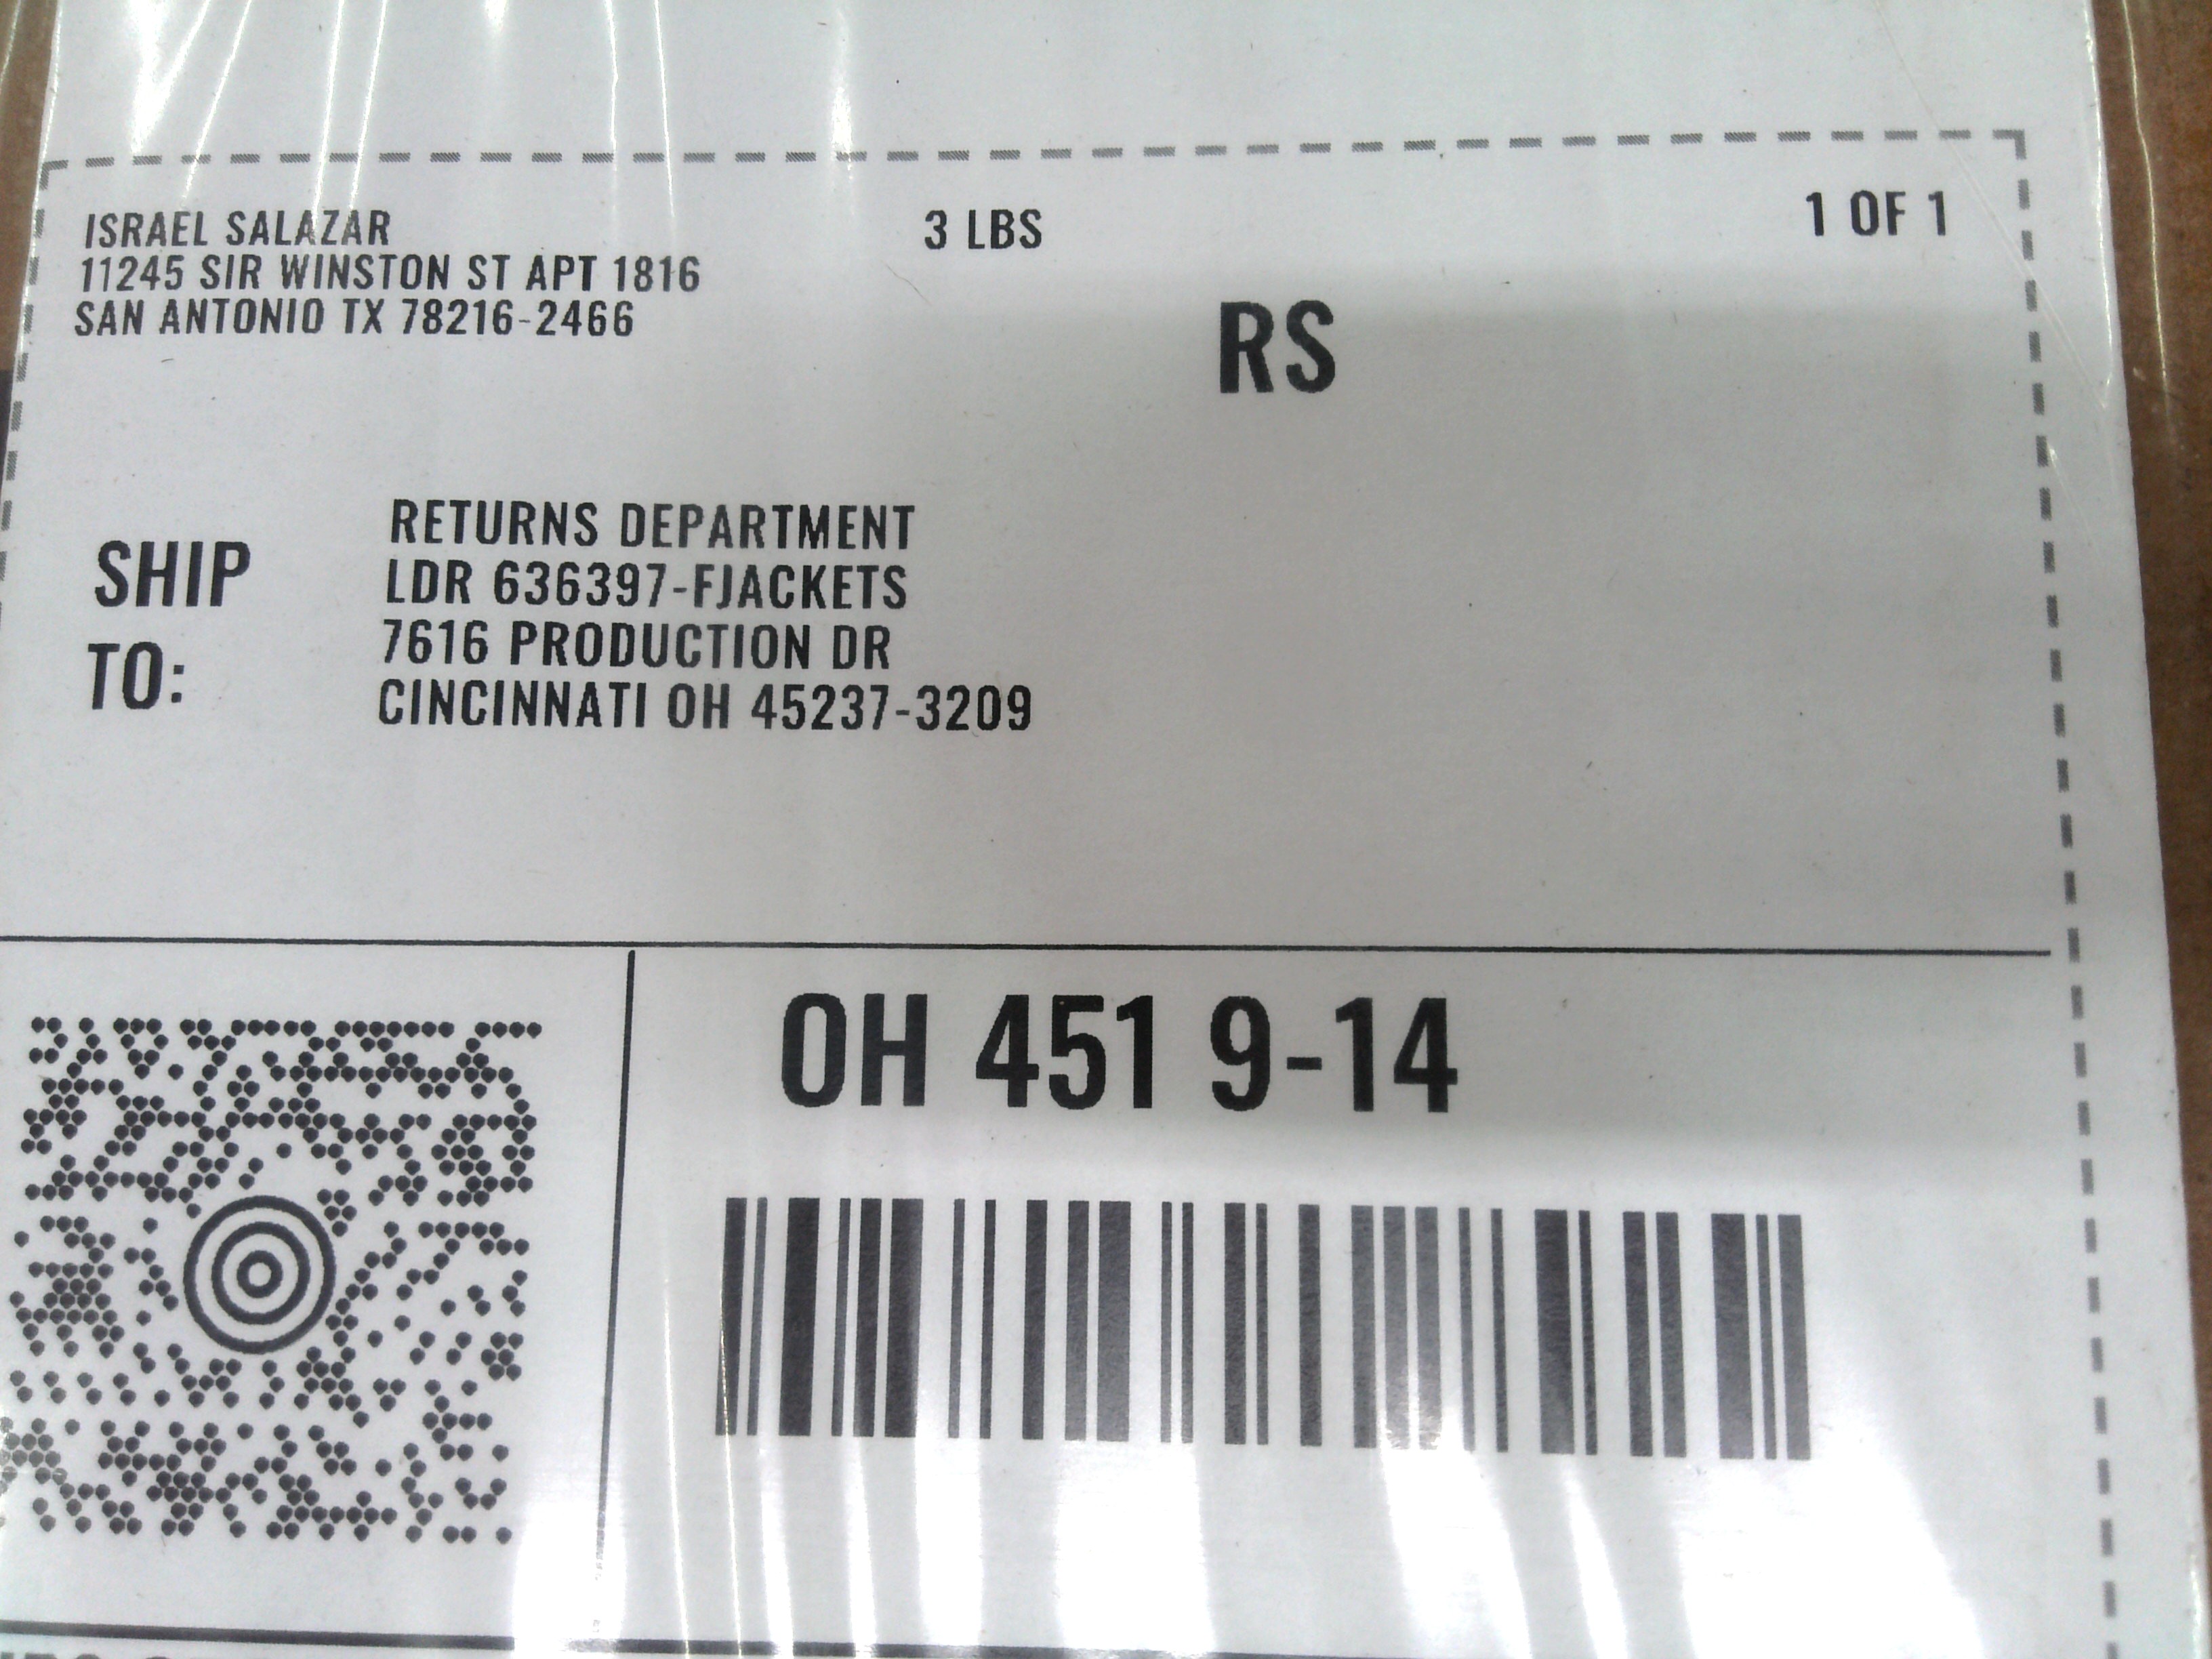 ISRAEL SALAZAR
11245 SIR WINSTON ST APT 1816
SAN ANTONIO TX 78216-2466
3 LBS
1 OF 1
RS
SHIP
TO:
RETURNS DEPARTMENT
LDR 636397-FJACKETS
7616 PRODUCTION DR
CINCINNATI OH 45237-3209
OH 451 9-14